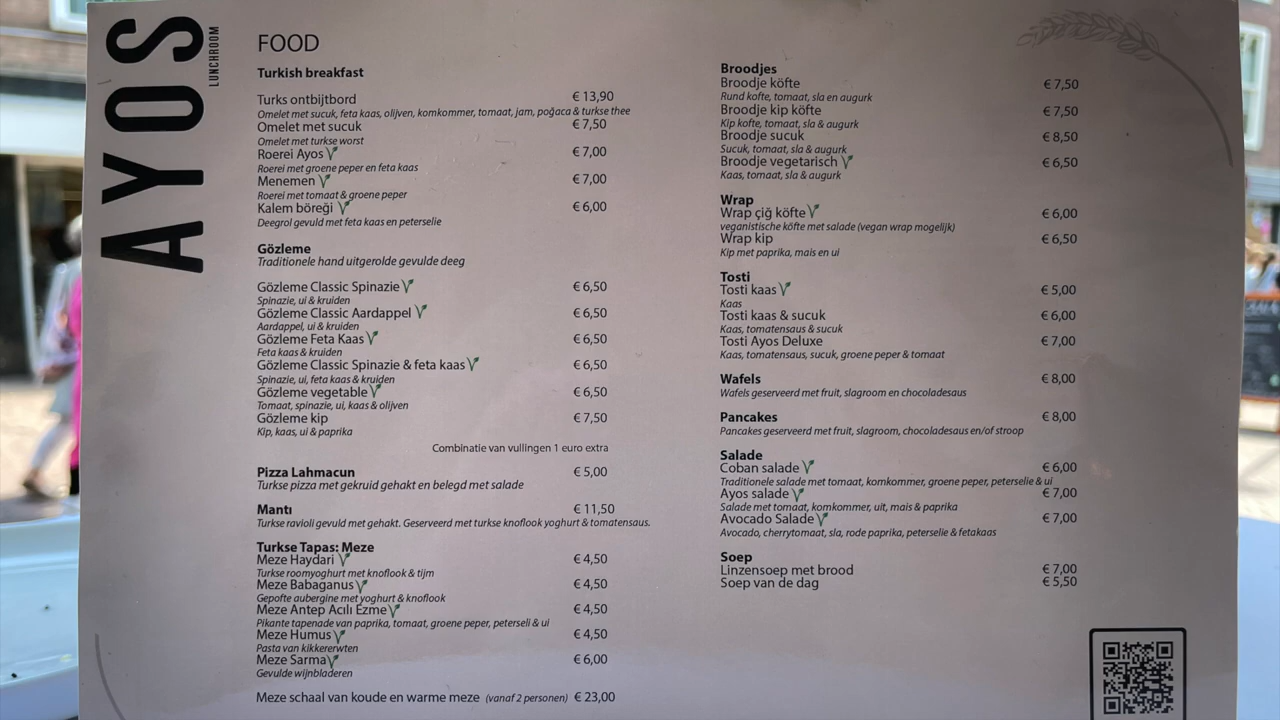 AYOS
LUNCHROOM
FOOD
Turkish breakfast
Turks ontbijtbord € 13,90
Omelet met sucuk, feta kaas, olijven, komkommer, tomaat, jam, poğaca & turkse thee
Omelet met sucuk € 7,50
Omelet met turkse worst
Roerei Ayos € 7,00
Roerei met groene peper en feta kaas
Menemen € 7,00
Roerei met tomaat & groene peper
Kalem böreği € 6,00
Deegrol gevuld met feta kaas en peterselie
Gözleme
Traditionele hand uitgerolde gevulde deeg
Gözleme Classic Spinazie € 6,50
Spinazie, ui & kruiden
Gözleme Classic Aardappel € 6,50
Aardappel, ui & kruiden
Gözleme Feta Kaas € 6,50
Feta kaas & kruiden
Gözleme Classic Spinazie & feta kaas € 6,50
Spinazie, ui, feta kaas & kruiden
Gözleme vegetable € 6,50
Tomaat, spinazie, ui, kaas & olijven
Gözleme kip € 7,50
Kip, kaas, ui & paprika
Combinatie van vullingen 1 euro extra
Pizza Lahmacun € 5,00
Turkse pizza met gekruid gehakt en belegd met salade
Mantı € 11,50
Turkse ravioli gevuld met gehakt. Geserveerd met turkse knoflook yoghurt & tomatensaus.
Turkse Tapas: Meze
Meze Haydari € 4,50
Turkse roomyoghurt met knoflook & tijm
Meze Babaganus € 4,50
Gepofte aubergine met yoghurt & knoflook
Meze Antep Acılı Ezme € 4,50
Pikante tapenade van paprika, tomaat, groene peper, peterseli & ui
Meze Humus € 4,50
Pasta van kikkererwten
Meze Sarma € 6,00
Gevulde wijnbladeren
Meze schaal van koude en warme meze (vanaf 2 personen) € 23,00
Broodjes
Broodje köfte € 7,50
Rund kofte, tomaat, sla en augurk
Broodje kip köfte € 7,50
Kip kofte, tomaat, sla & augurk
Broodje sucuk € 8,50
Sucuk, tomaat, sla & augurk
Broodje vegetarisch € 6,50
Kaas, tomaat, sla & augurk
Wrap
Wrap çiğ köfte € 6,00
veganistische köfte met salade (vegan wrap mogelijk)
Wrap kip € 6,50
Kip met paprika, mais en ui
Tosti
Tosti kaas € 5,00
Kaas
Tosti kaas & sucuk € 6,00
Kaas, tomatensaus & sucuk
Tosti Ayos Deluxe € 7,00
Kaas, tomatensaus, sucuk, groene peper & tomaat
Wafels € 8,00
Wafels geserveerd met fruit, slagroom en chocoladesaus
Pancakes € 8,00
Pancakes geserveerd met fruit, slagroom, chocoladesaus en/of stroop
Salade
Coban salade € 6,00
Traditionele salade met tomaat, komkommer, groene peper, peterselie & ui
Ayos salade € 7,00
Salade met tomaat, komkommer, uit, mais & paprika
Avocado Salade € 7,00
Avocado, cherrytomaat, sla, rode paprika, peterselie & fetakaas
Soep
Linzensoep met brood € 7,00
Soep van de dag € 5,50